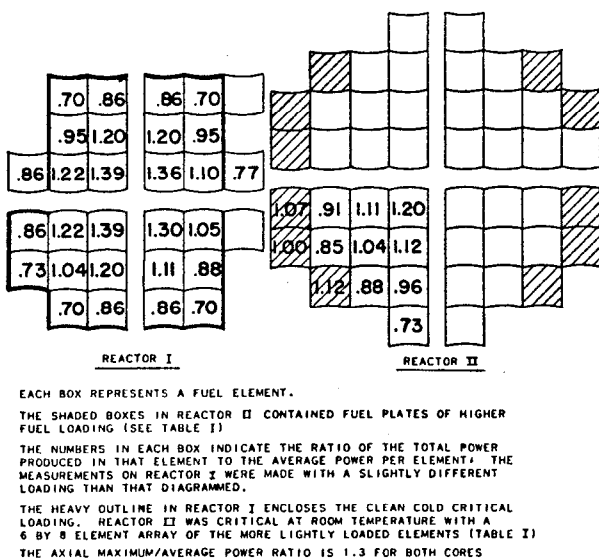 .70 .86 .86 .70
.95 1.20 1.20 .95
.86 1.22 1.39 1.36 1.10 .77
.86 1.22 1.39 1.30 1.05
.73 1.04 1.20 1.11 .88
.70 .86 .86 .70
REACTOR I
1.07 .91 1.11 1.20
1.00 .85 1.04 1.12
1.12 .88 .96
.73
REACTOR II
EACH BOX REPRESENTS A FUEL ELEMENT.
THE SHADED BOXES IN REACTOR II CONTAINED FUEL PLATES OF HIGHER
FUEL LOADING (SEE TABLE I)
THE NUMBERS IN EACH BOX INDICATE THE RATIO OF THE TOTAL POWER
PRODUCED IN THAT ELEMENT TO THE AVERAGE POWER PER ELEMENT. THE
MEASUREMENTS ON REACTOR I WERE MADE WITH A SLIGHTLY DIFFERENT
LOADING THAN THAT DIAGRAMMED.
THE HEAVY OUTLINE IN REACTOR I ENCLOSES THE CLEAN COLD CRITICAL
LOADING. REACTOR II WAS CRITICAL AT ROOM TEMPERATURE WITH A
6 BY 8 ELEMENT ARRAY OF THE MORE LIGHTLY LOADED ELEMENTS (TABLE I)
THE AXIAL MAXIMUM/AVERAGE POWER RATIO IS 1.3 FOR BOTH CORES